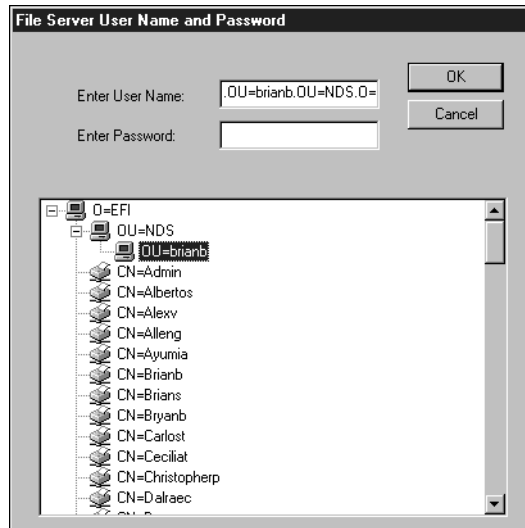 File Server User Name and Password
Enter User Name: .OU=brianb.OU=NDS.O=
OK
Enter Password:
Cancel
O=EFI
OU=NDS
OU=brianb
CN=Admin
CN=Albertos
CN=Alexv
CN=Alleng
CN=Ayumia
CN=Brianb
CN=Brians
CN=Bryanb
CN=Carlost
CN=Ceciliat
CN=Christopherp
CN=Dalraec